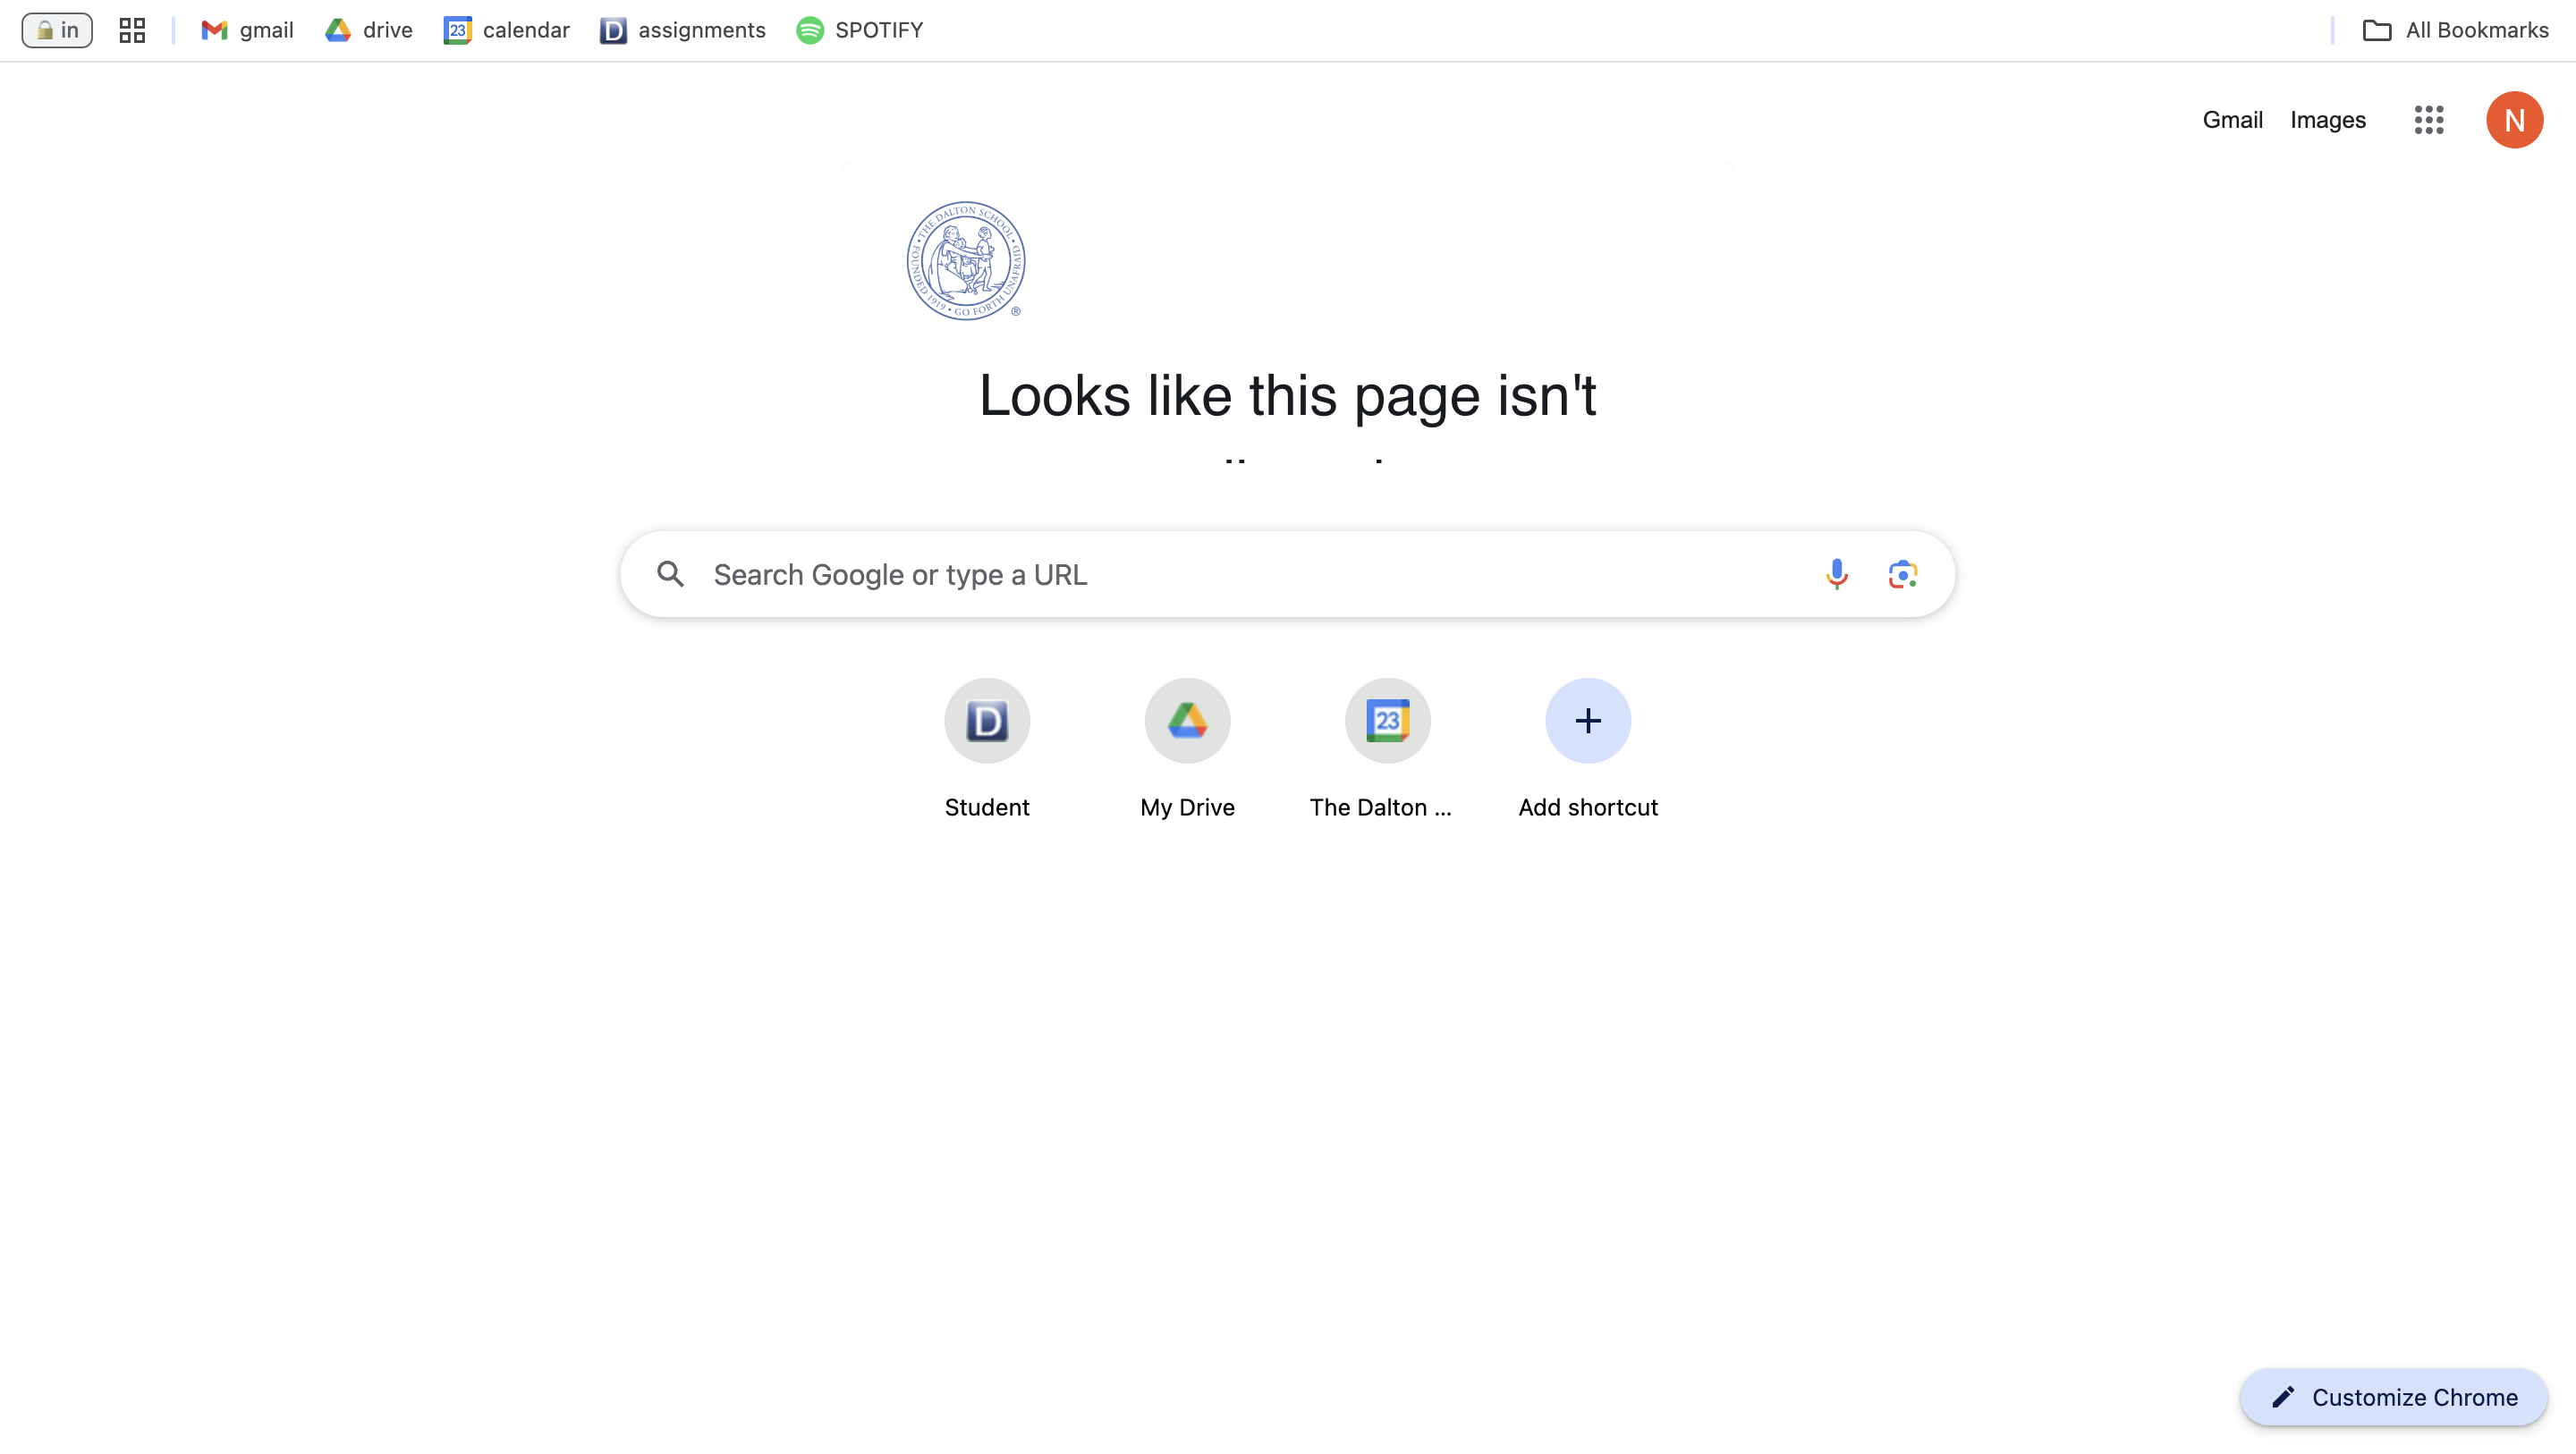 in
gmail
drive
23
calendar
D
assignments
SPOTIFY
All Bookmarks
Gmail
Images
N
THE DALTON SCHOOL • FOUNDED 1919 • GO FORTH UNAFRAID •
®
Looks like this page isn't
Search Google or type a URL
D
23
Student
My Drive
The Dalton ...
Add shortcut
Customize Chrome